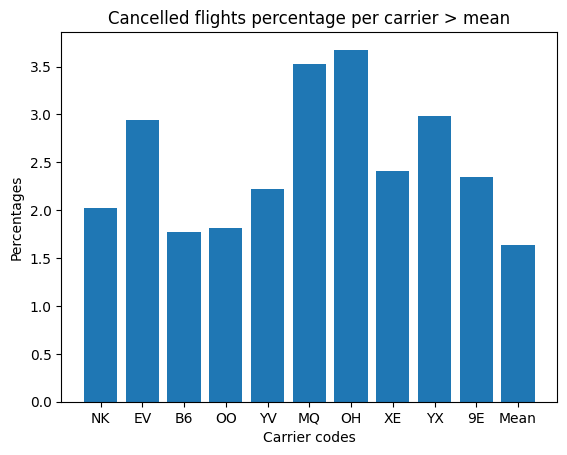 Cancelled flights percentage per carrier > mean
Percentages
3.5
3.0
2.5
2.0
1.5
1.0
0.5
0.0
NK EV B6 OO YV MQ OH XE YX 9E Mean
Carrier codes